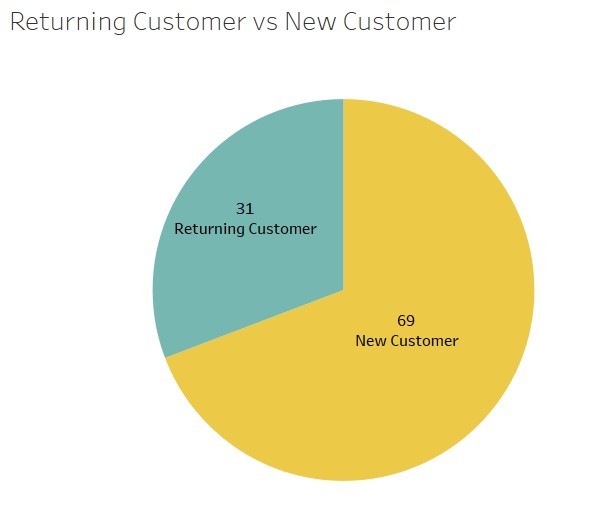 Returning Customer vs New Customer
31
Returning Customer
69
New Customer